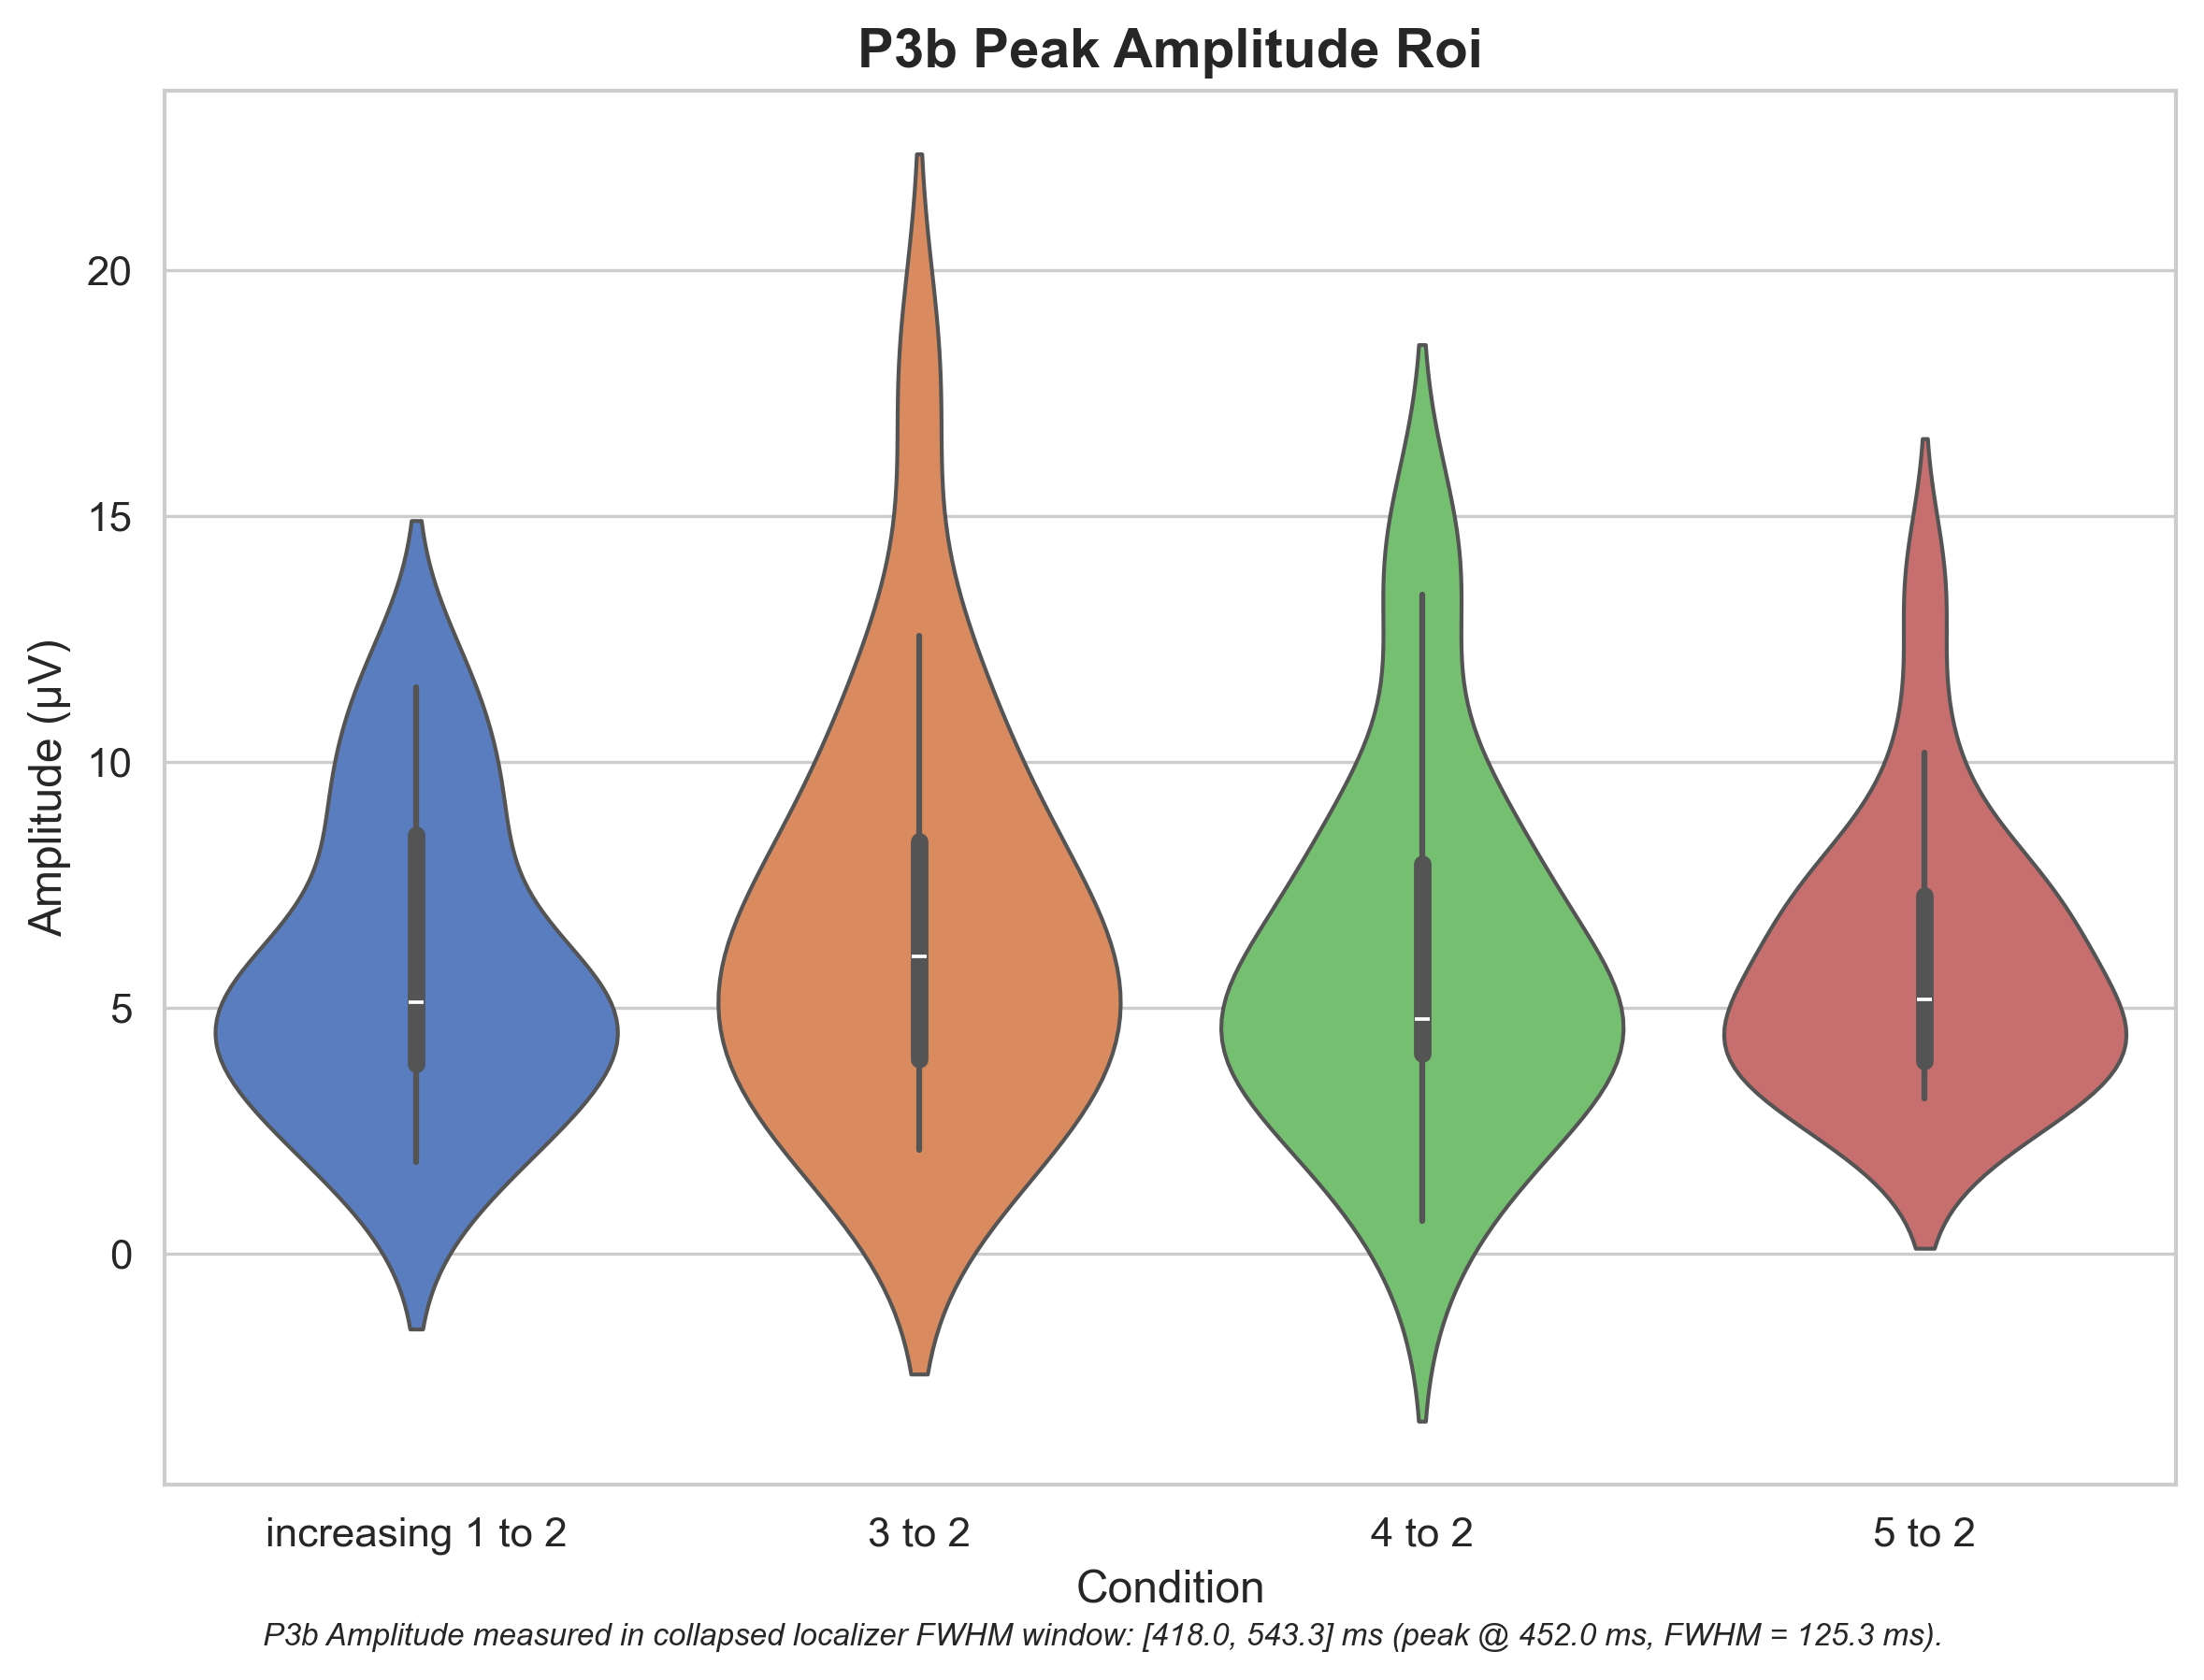 P3b Peak Amplitude Roi
Amplitude (µV)
20
15
10
5
0
increasing 1 to 2
3 to 2
4 to 2
5 to 2
Condition
P3b Amplitude measured in collapsed localizer FWHM window: [418.0, 543.3] ms (peak @ 452.0 ms, FWHM = 125.3 ms).